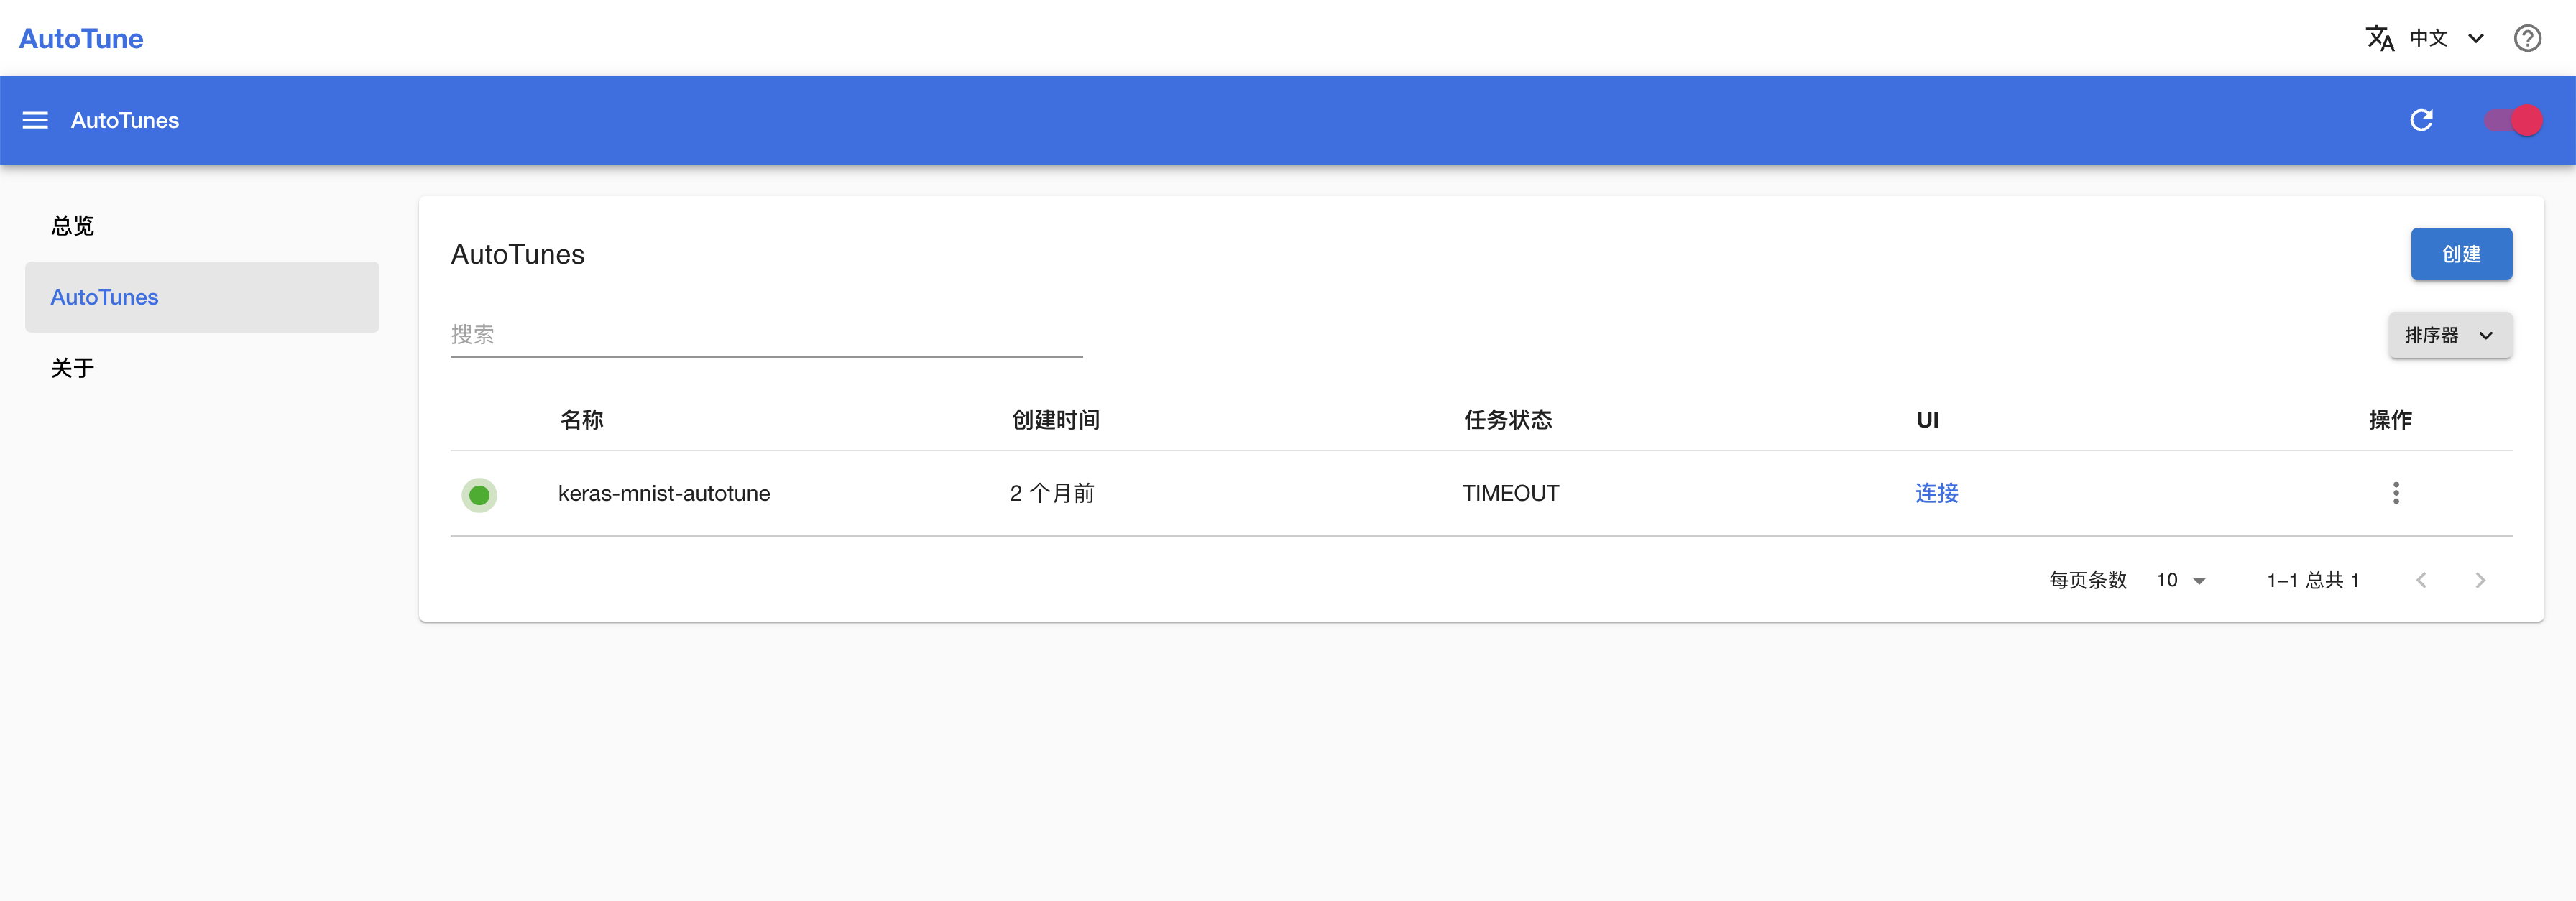 AutoTune
中文
AutoTunes
总览
AutoTunes
关于
AutoTunes
创建
搜索
排序器
名称 创建时间 任务状态 UI 操作
keras-mnist-autotune 2 个月前 TIMEOUT 连接
每页条数 10 1–1 总共 1